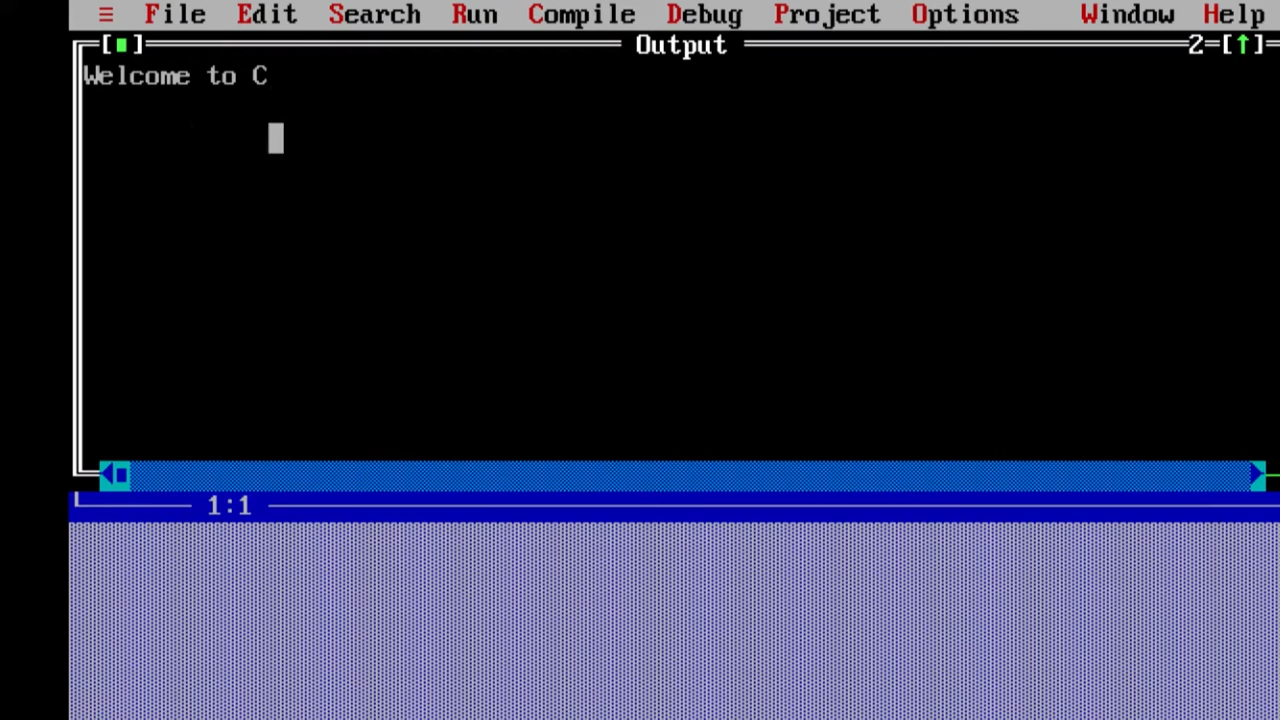 ≡ File Edit Search Run Compile Debug Project Options Window Help
[■] Output 2=[↑]
Welcome to C
1:1